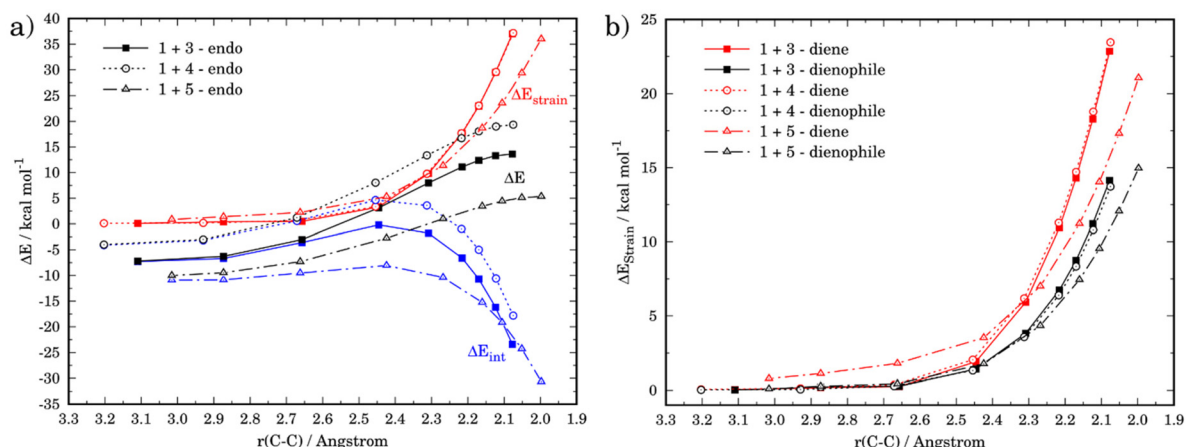 a)
1 + 3 - endo
1 + 4 - endo
1 + 5 - endo
ΔE / kcal mol⁻¹
40
35
30
25
20
15
10
5
0
-5
-10
-15
-20
-25
-30
-35
ΔEstrain
ΔE
ΔEint
3.3 3.2 3.1 3.0 2.9 2.8 2.7 2.6 2.5 2.4 2.3 2.2 2.1 2.0 1.9
r(C-C) / Angstrom
b)
1 + 3 - diene
1 + 3 - dienophile
1 + 4 - diene
1 + 4 - dienophile
1 + 5 - diene
1 + 5 - dienophile
ΔEStrain / kcal mol⁻¹
25
20
15
10
5
0
3.3 3.2 3.1 3.0 2.9 2.8 2.7 2.6 2.5 2.4 2.3 2.2 2.1 2.0 1.9
r(C-C) / Angstrom